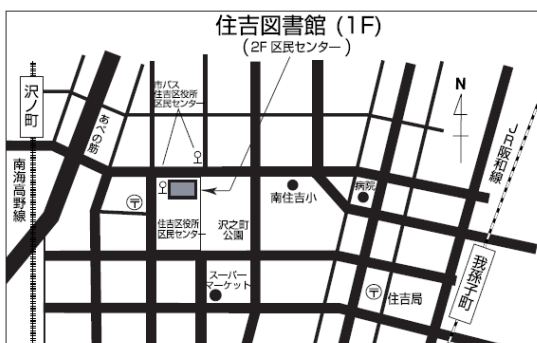 住吉図書館 (1F)
(2F 区民センター)
沢ノ町
南海高野線
あべの筋
市バス
住吉区役所
区民センター
N
JR阪和線
〒
住吉区役所
区民センター
沢之町
公園
南住吉小
病院
スーパー
マーケット
〒
住吉局
我孫子町